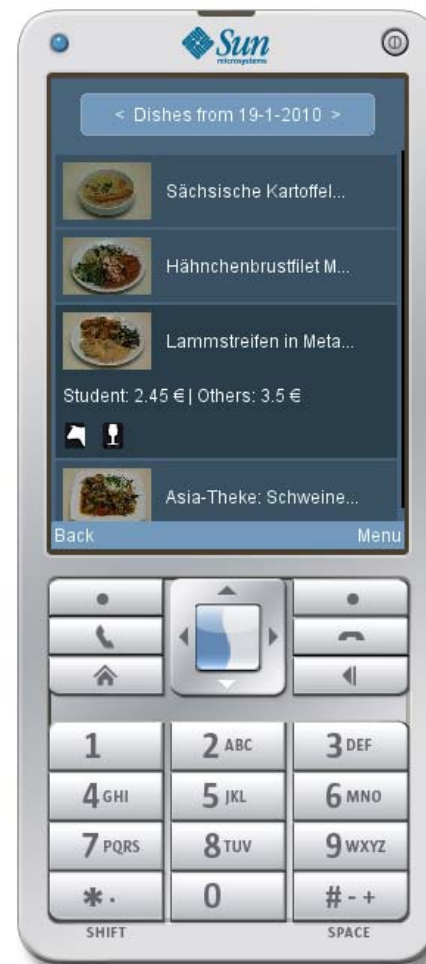 Sun
microsystems
< Dishes from 19-1-2010 >
Sächsische Kartoffel...
Hähnchenbrustfilet M...
Lammstreifen in Meta...
Student: 2.45 € | Others: 3.5 €
Asia-Theke: Schweine...
Back Menu
1 2 ABC 3 DEF
4 GHI 5 JKL 6 MNO
7 PQRS 8 TUV 9 WXYZ
* . 0 # - +
SHIFT SPACE